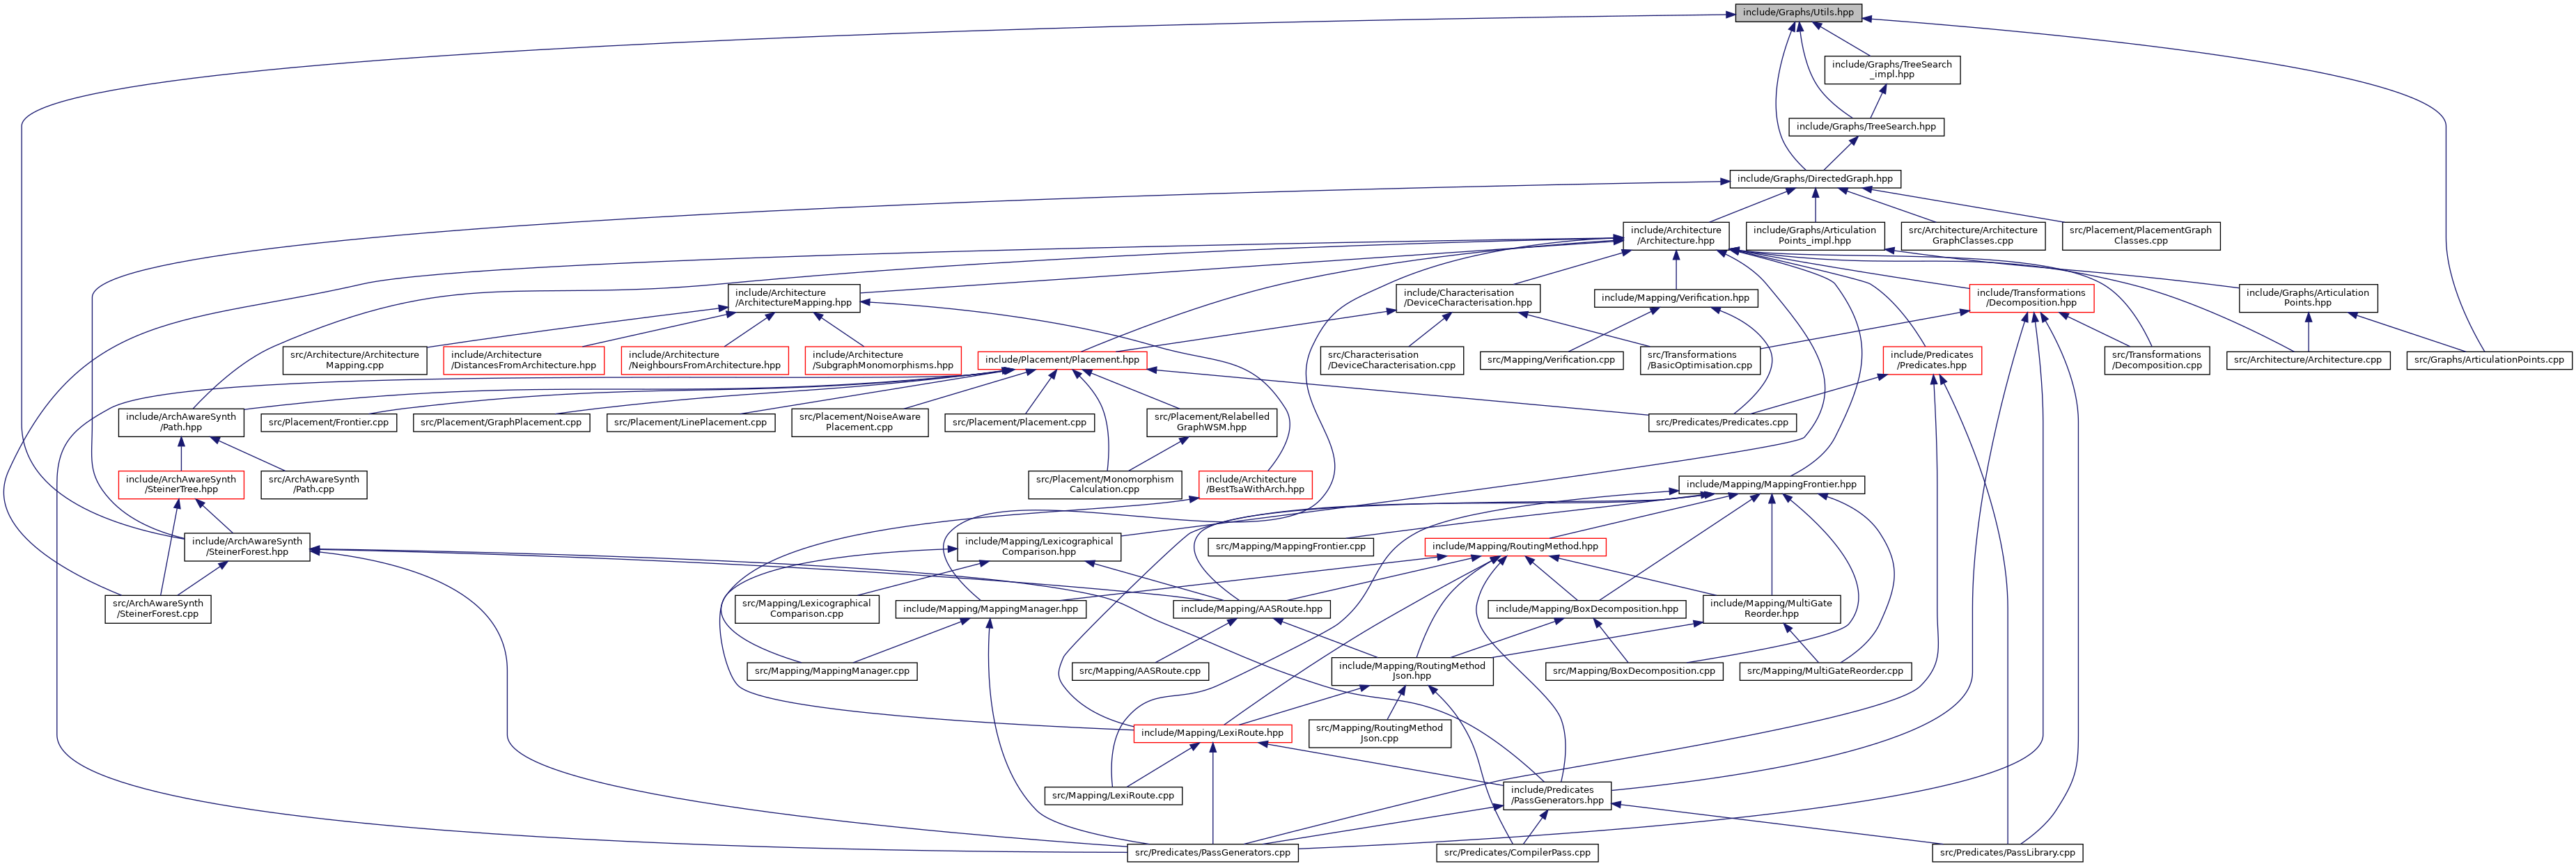 include/Graphs/Utils.hpp
include/Graphs/TreeSearch
_impl.hpp
include/Graphs/TreeSearch.hpp
include/Graphs/DirectedGraph.hpp
include/Architecture
/Architecture.hpp
include/Graphs/Articulation
Points_impl.hpp
src/Architecture/Architecture
GraphClasses.cpp
src/Placement/PlacementGraph
Classes.cpp
include/Architecture
/ArchitectureMapping.hpp
include/Characterisation
/DeviceCharacterisation.hpp
include/Mapping/Verification.hpp
include/Transformations
/Decomposition.hpp
include/Graphs/Articulation
Points.hpp
src/Architecture/Architecture
Mapping.cpp
include/Architecture
/DistancesFromArchitecture.hpp
include/Architecture
/NeighboursFromArchitecture.hpp
include/Architecture
/SubgraphMonomorphisms.hpp
include/Placement/Placement.hpp
src/Characterisation
/DeviceCharacterisation.cpp
src/Mapping/Verification.cpp
src/Transformations
/BasicOptimisation.cpp
include/Predicates
/Predicates.hpp
src/Transformations
/Decomposition.cpp
src/Architecture/Architecture.cpp
src/Graphs/ArticulationPoints.cpp
include/ArchAwareSynth
/Path.hpp
src/Placement/Frontier.cpp
src/Placement/GraphPlacement.cpp
src/Placement/LinePlacement.cpp
src/Placement/NoiseAware
Placement.cpp
src/Placement/Placement.cpp
src/Placement/Relabelled
GraphWSM.hpp
src/Predicates/Predicates.cpp
include/ArchAwareSynth
/SteinerTree.hpp
src/ArchAwareSynth
/Path.cpp
src/Placement/Monomorphism
Calculation.cpp
include/Architecture
/BestTsaWithArch.hpp
include/Mapping/MappingFrontier.hpp
include/ArchAwareSynth
/SteinerForest.hpp
include/Mapping/Lexicographical
Comparison.hpp
src/Mapping/MappingFrontier.cpp
include/Mapping/RoutingMethod.hpp
src/ArchAwareSynth
/SteinerForest.cpp
src/Mapping/Lexicographical
Comparison.cpp
include/Mapping/MappingManager.hpp
include/Mapping/AASRoute.hpp
include/Mapping/BoxDecomposition.hpp
include/Mapping/MultiGate
Reorder.hpp
src/Mapping/MappingManager.cpp
src/Mapping/AASRoute.cpp
include/Mapping/RoutingMethod
Json.hpp
src/Mapping/BoxDecomposition.cpp
src/Mapping/MultiGateReorder.cpp
include/Mapping/LexiRoute.hpp
src/Mapping/RoutingMethod
Json.cpp
src/Mapping/LexiRoute.cpp
include/Predicates
/PassGenerators.hpp
src/Predicates/PassGenerators.cpp
src/Predicates/CompilerPass.cpp
src/Predicates/PassLibrary.cpp